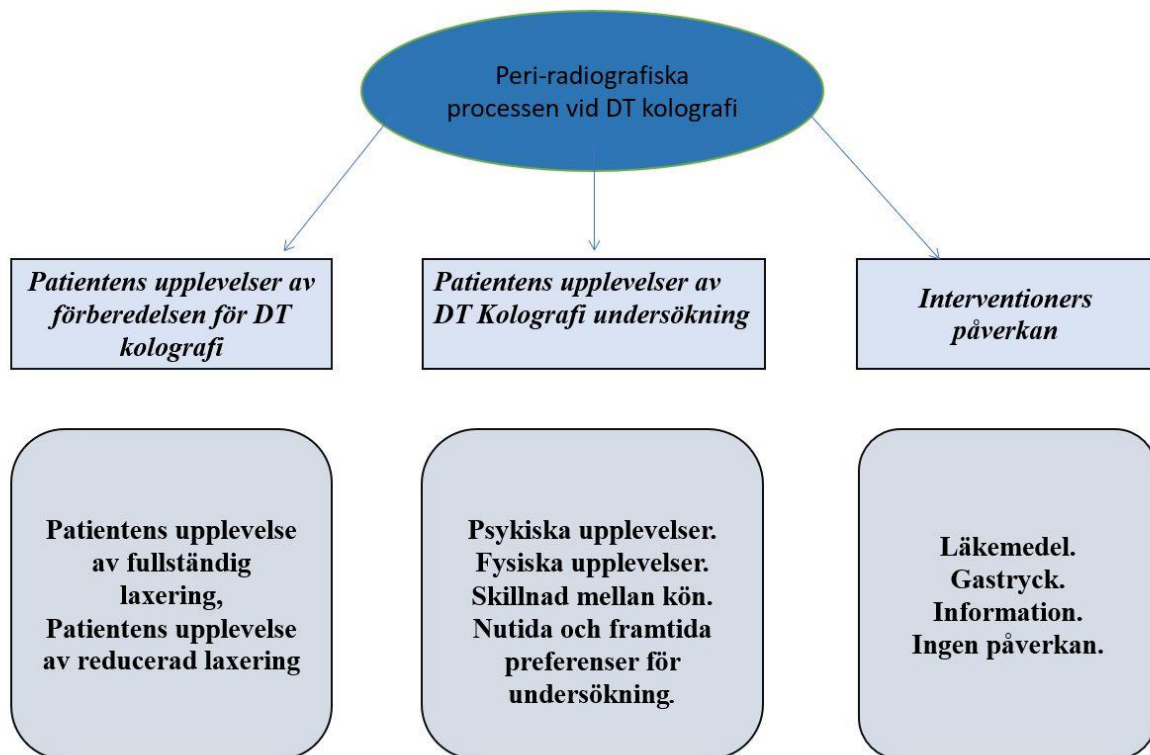 Peri-radiografiska
processen vid DT kolografi
Patientens upplevelser av
förberedelsen för DT
kolografi
Patientens upplevelser av
DT Kolografi undersökning
Interventioners
påverkan
Patientens upplevelse
av fullständig
laxering,
Patientens upplevelse
av reducerad laxering
Psykiska upplevelser.
Fysiska upplevelser.
Skillnad mellan kön.
Nutida och framtida
preferenser för
undersökning.
Läkemedel.
Gastryck.
Information.
Ingen påverkan.